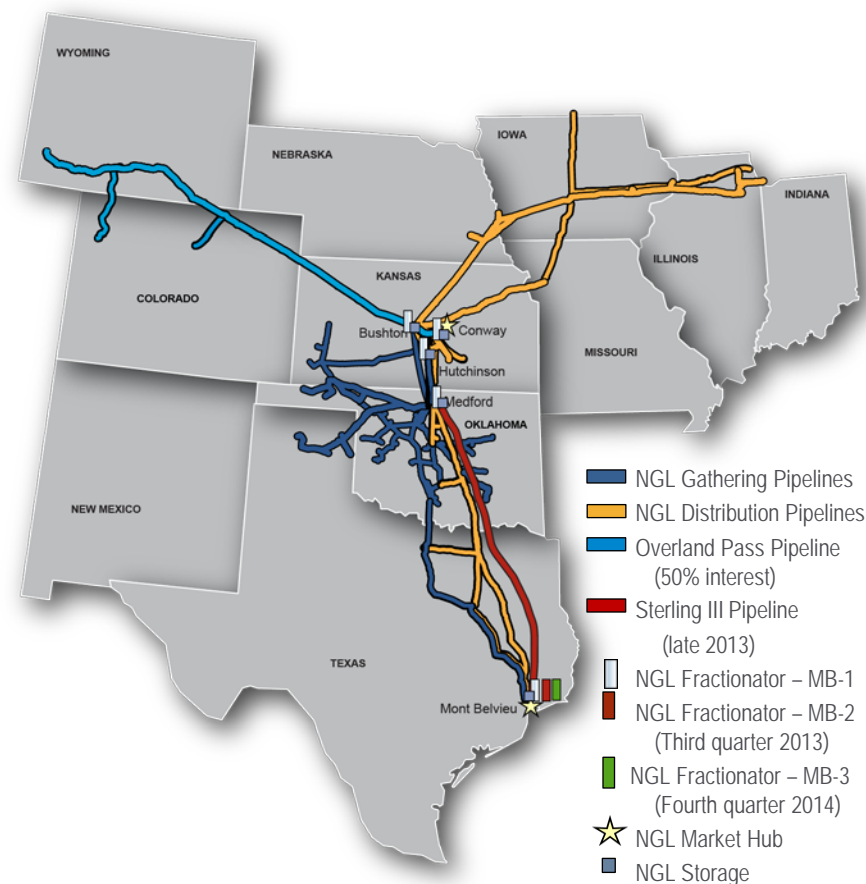 WYOMING
IOWA
NEBRASKA
INDIANA
ILLINOIS
KANSAS
COLORADO
Bushton
Conway
MISSOURI
Hutchinson
Medford
OKLAHOMA
NEW MEXICO
TEXAS
Mont Belvieu
NGL Gathering Pipelines
NGL Distribution Pipelines
Overland Pass Pipeline
(50% interest)
Sterling III Pipeline
(late 2013)
NGL Fractionator – MB-1
NGL Fractionator – MB-2
(Third quarter 2013)
NGL Fractionator – MB-3
(Fourth quarter 2014)
NGL Market Hub
NGL Storage